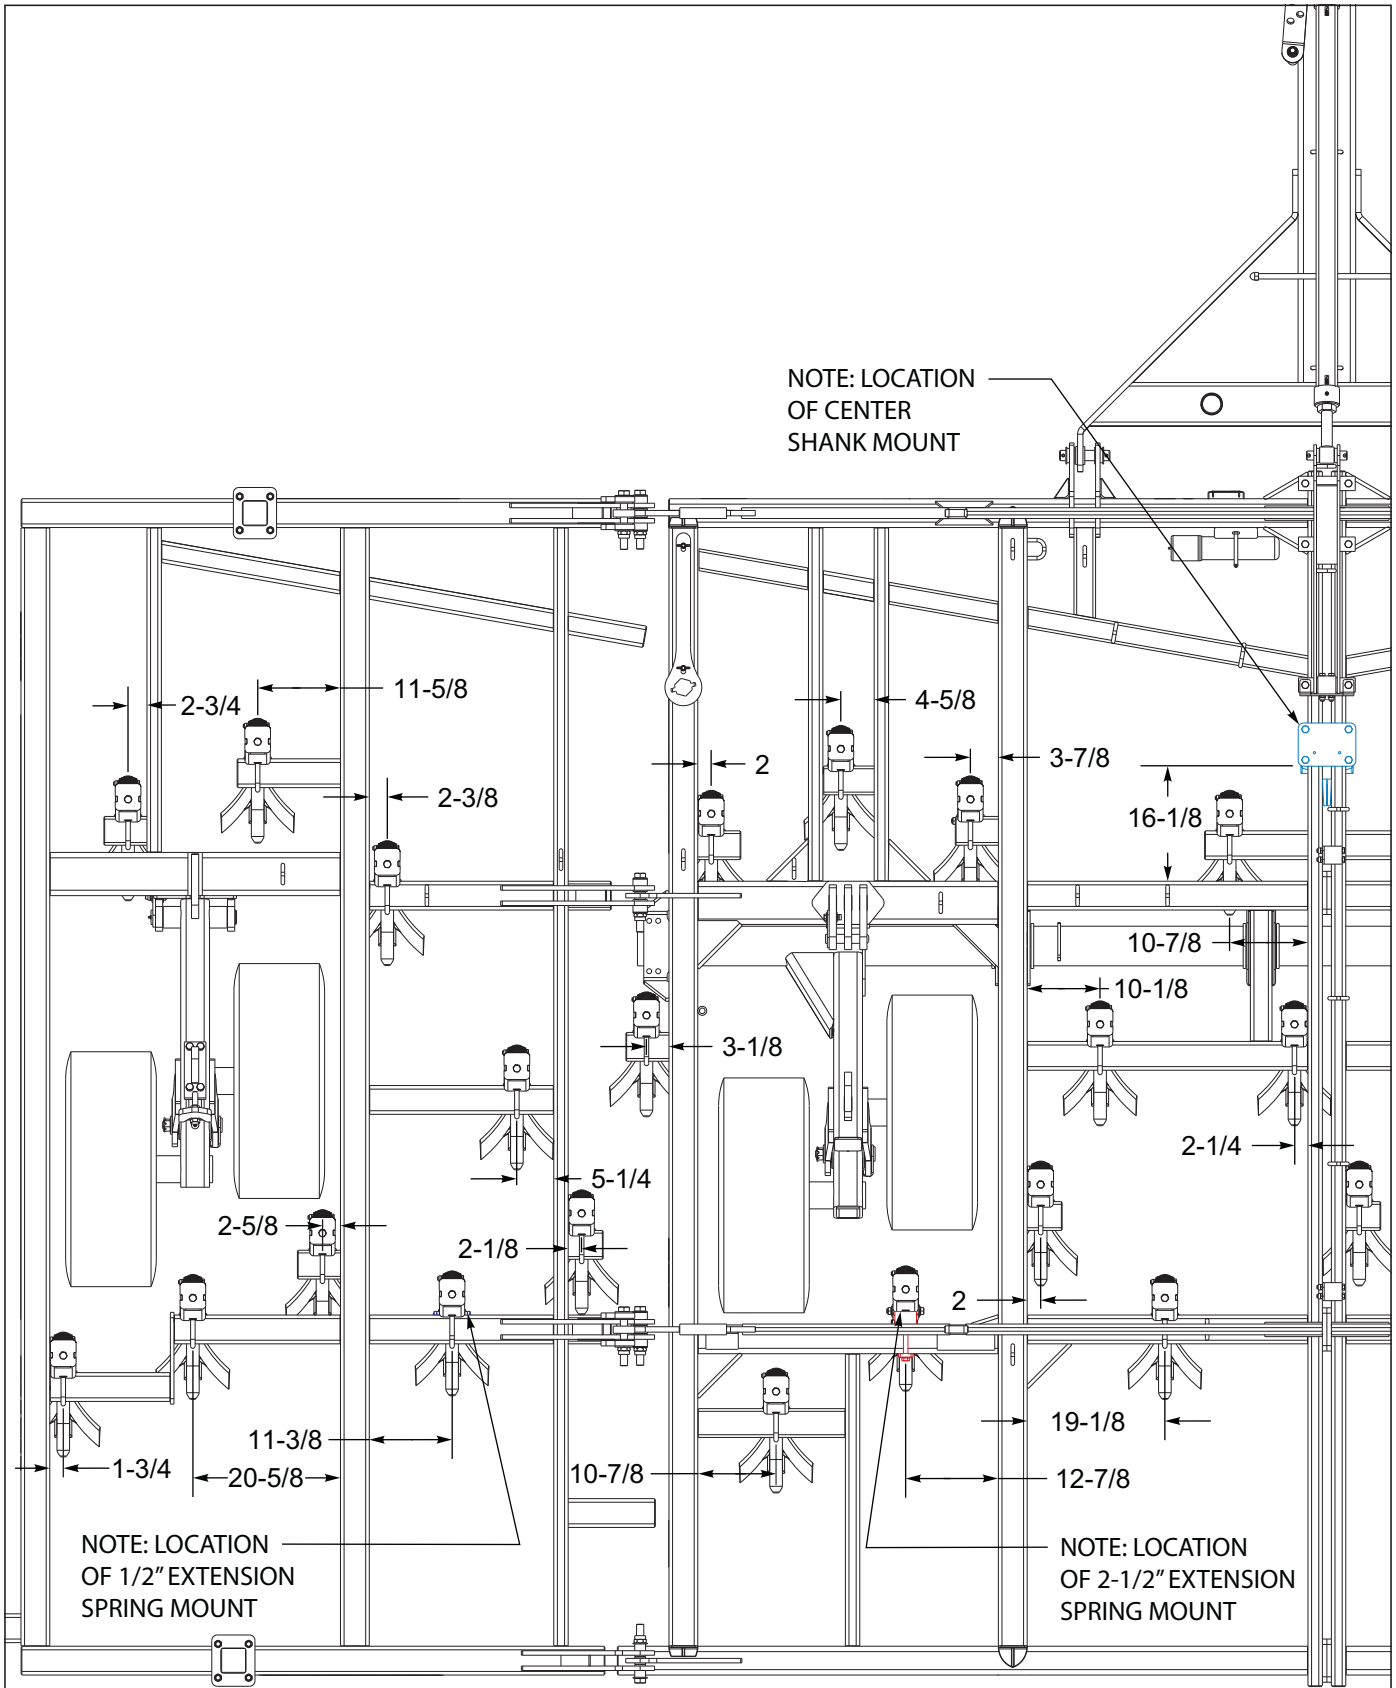 NOTE: LOCATION
OF CENTER
SHANK MOUNT
11-5/8
2-3/4
4-5/8
2
3-7/8
2-3/8
16-1/8
10-7/8
10-1/8
3-1/8
2-1/4
5-1/4
2-5/8
2-1/8
2
19-1/8
11-3/8
1-3/4
20-5/8
10-7/8
12-7/8
NOTE: LOCATION
OF 1/2” EXTENSION
SPRING MOUNT
NOTE: LOCATION
OF 2-1/2” EXTENSION
SPRING MOUNT